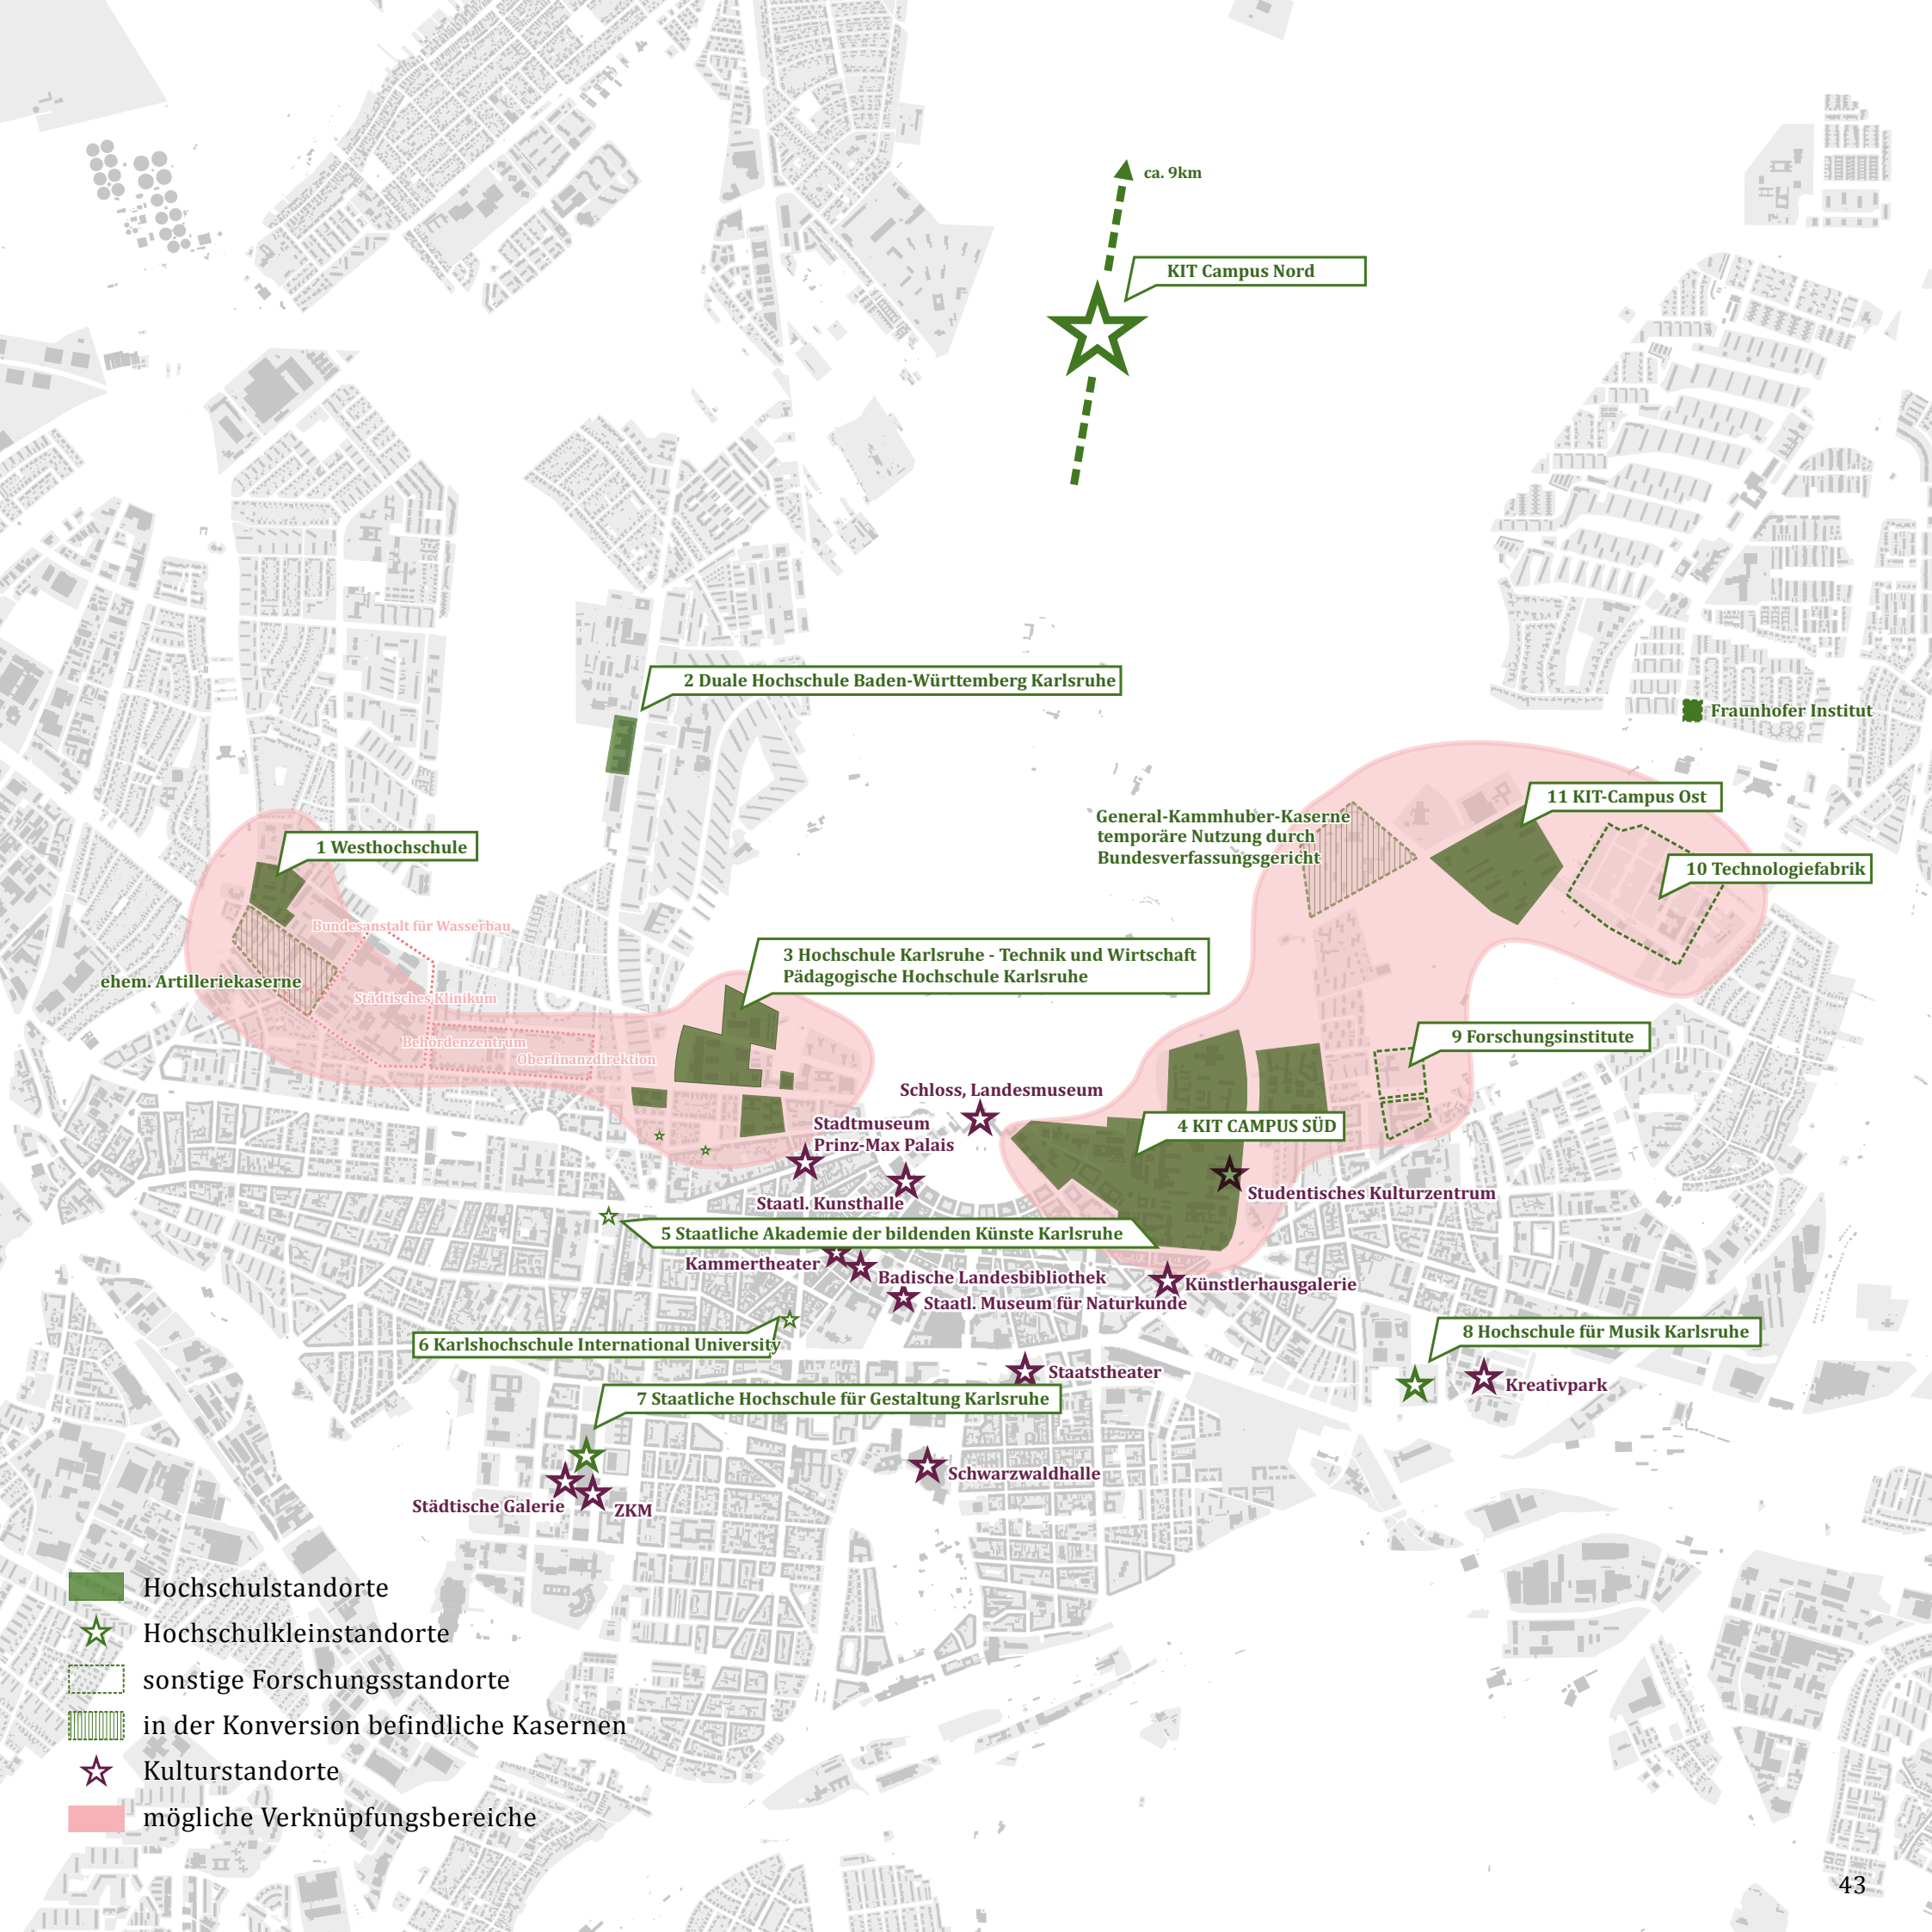 ca. 9km
KIT Campus Nord
2 Duale Hochschule Baden-Württemberg Karlsruhe
Fraunhofer Institut
11 KIT-Campus Ost
General-Kammhuber-Kaserne
temporäre Nutzung durch
Bundesverfassungsgericht
1 Westhochschule
10 Technologiefabrik
Bundesanstalt für Wasserbau
3 Hochschule Karlsruhe - Technik und Wirtschaft
Pädagogische Hochschule Karlsruhe
ehem. Artilleriekaserne
Städtisches Klinikum
9 Forschungsinstitute
Behördenzentrum
Oberfinanzdirektion
Schloss, Landesmuseum
Stadtmuseum
Prinz-Max Palais
4 KIT CAMPUS SÜD
Studentisches Kulturzentrum
Staatl. Kunsthalle
5 Staatliche Akademie der bildenden Künste Karlsruhe
Kammertheater
Badische Landesbibliothek
Künstlerhausgalerie
Staatl. Museum für Naturkunde
8 Hochschule für Musik Karlsruhe
6 Karlshochschule International University
Staatstheater
Kreativpark
7 Staatliche Hochschule für Gestaltung Karlsruhe
Schwarzwaldhalle
Städtische Galerie
ZKM
Hochschulstandorte
Hochschulkleinstandorte
sonstige Forschungsstandorte
in der Konversion befindliche Kasernen
Kulturstandorte
mögliche Verknüpfungsbereiche
43